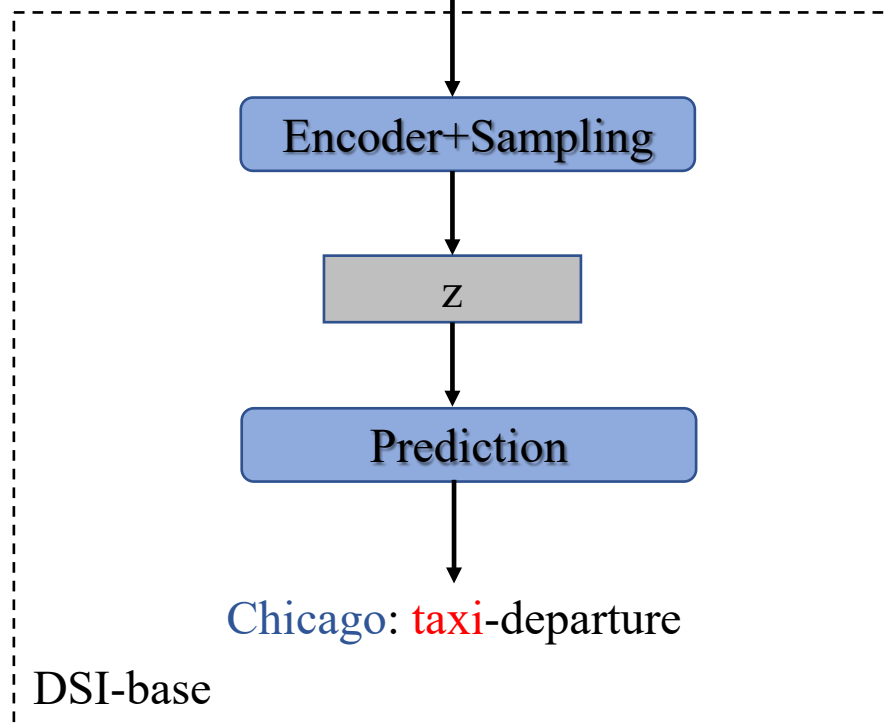 Encoder+Sampling
z
Prediction
Chicago: taxi-departure
DSI-base